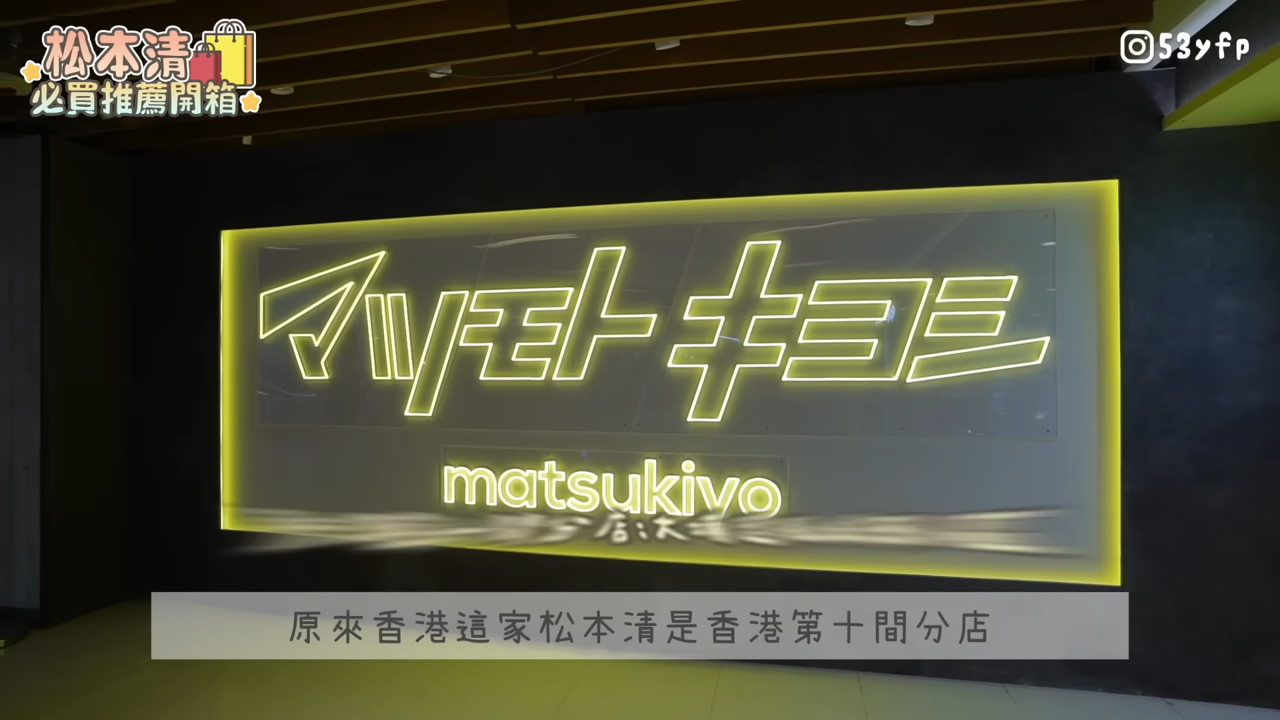 松本清
必買推薦開箱
53yfp
マツモト キヨシ
matsukiyo
原來香港這家松本清是香港第十間分店